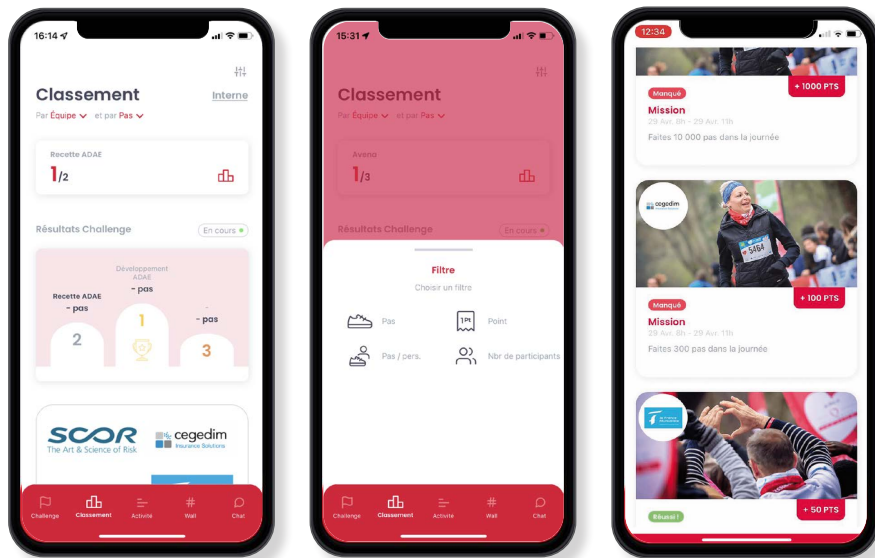 16:14
Classement
Interne
Par Équipe et par Pas
Recette ADAE
1/2
Résultats Challenge
En cours
Développement
ADAE
- pas
Recette ADAE
- pas
-
- pas
1
2
3
SCOR
The Art & Science of Risk
cegedim
Insurance Solutions
Challenge
Classement
Activité
Wall
Chat
15:31
Classement
Par Équipe et par Pas
Avena
1/3
Résultats Challenge
En cours
Filtre
Choisir un filtre
Pas
1 Pt
Point
Pas / pers.
Nbr de participants
Challenge
Classement
Activité
Wall
Chat
12:34
+ 1000 PTS
Manqué
Mission
29 Avr. 8h - 29 Avr. 11h
Faites 10 000 pas dans la journée
cegedim
5464
+ 100 PTS
Manqué
Mission
29 Avr. 8h - 29 Avr. 11h
Faites 300 pas dans la journée
Réussi !
+ 50 PTS